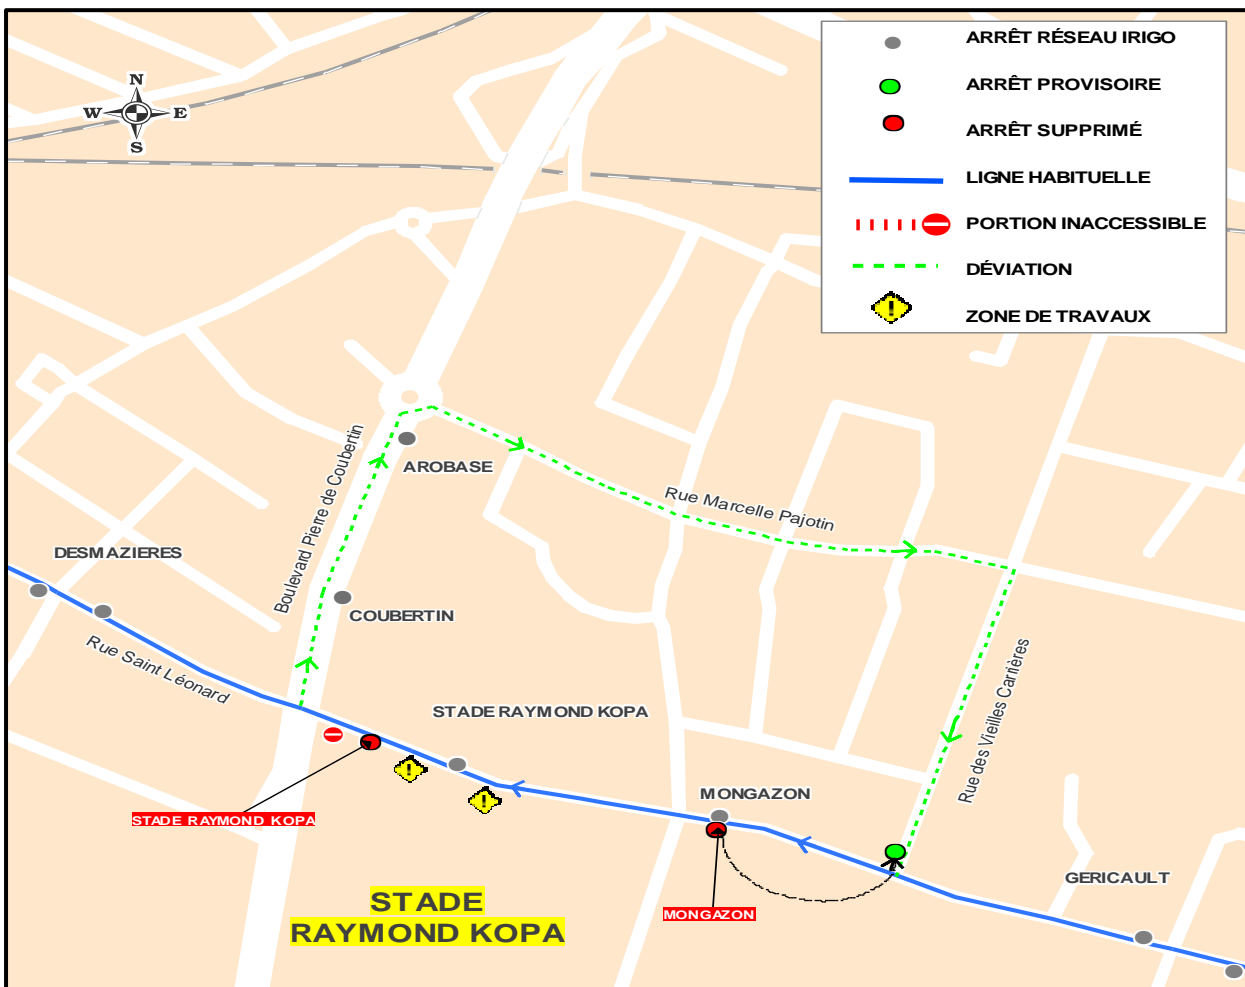 N
W E
S
ARRÊT RÉSEAU IRIGO
ARRÊT PROVISOIRE
ARRÊT SUPPRIMÉ
LIGNE HABITUELLE
PORTION INACCESSIBLE
DÉVIATION
ZONE DE TRAVAUX
Boulevard Pierre de Coubertin
AROBASE
Rue Marcelle Pajotin
DESMAZIERES
COUBERTIN
Rue Saint Léonard
STADE RAYMOND KOPA
Rue des Vieilles Carrières
MONGAZON
STADE RAYMOND KOPA
GERICAULT
STADE
RAYMOND KOPA
MONGAZON